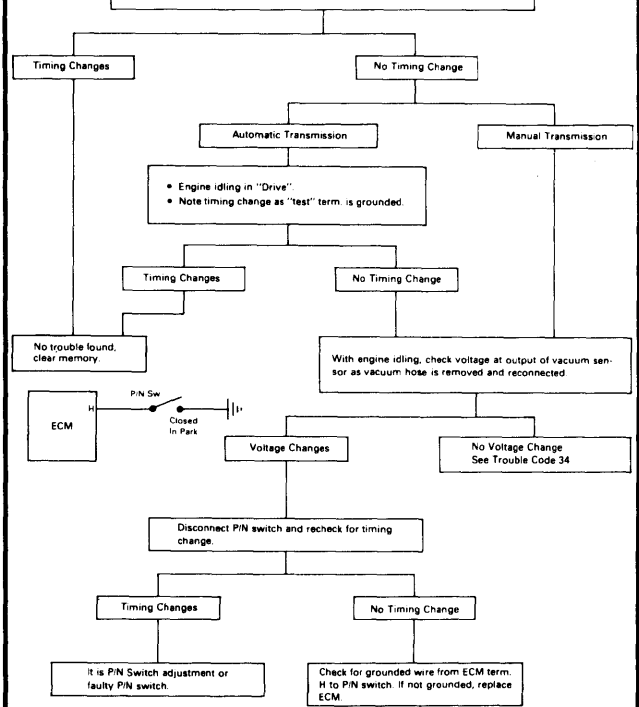 Timing Changes
No Timing Change
Automatic Transmission
Manual Transmission
• Engine idling in "Drive".
• Note timing change as "test" term. is grounded.
Timing Changes
No Timing Change
No trouble found,
clear memory.
With engine idling, check voltage at output of vacuum sen-
sor as vacuum hose is removed and reconnected.
ECM
H
P/N Sw
Closed
In Park
Voltage Changes
No Voltage Change
See Trouble Code 34
Disconnect P/N switch and recheck for timing
change.
Timing Changes
No Timing Change
It is P/N Switch adjustment or
faulty P/N switch.
Check for grounded wire from ECM term.
H to P/N switch. If not grounded, replace
ECM.